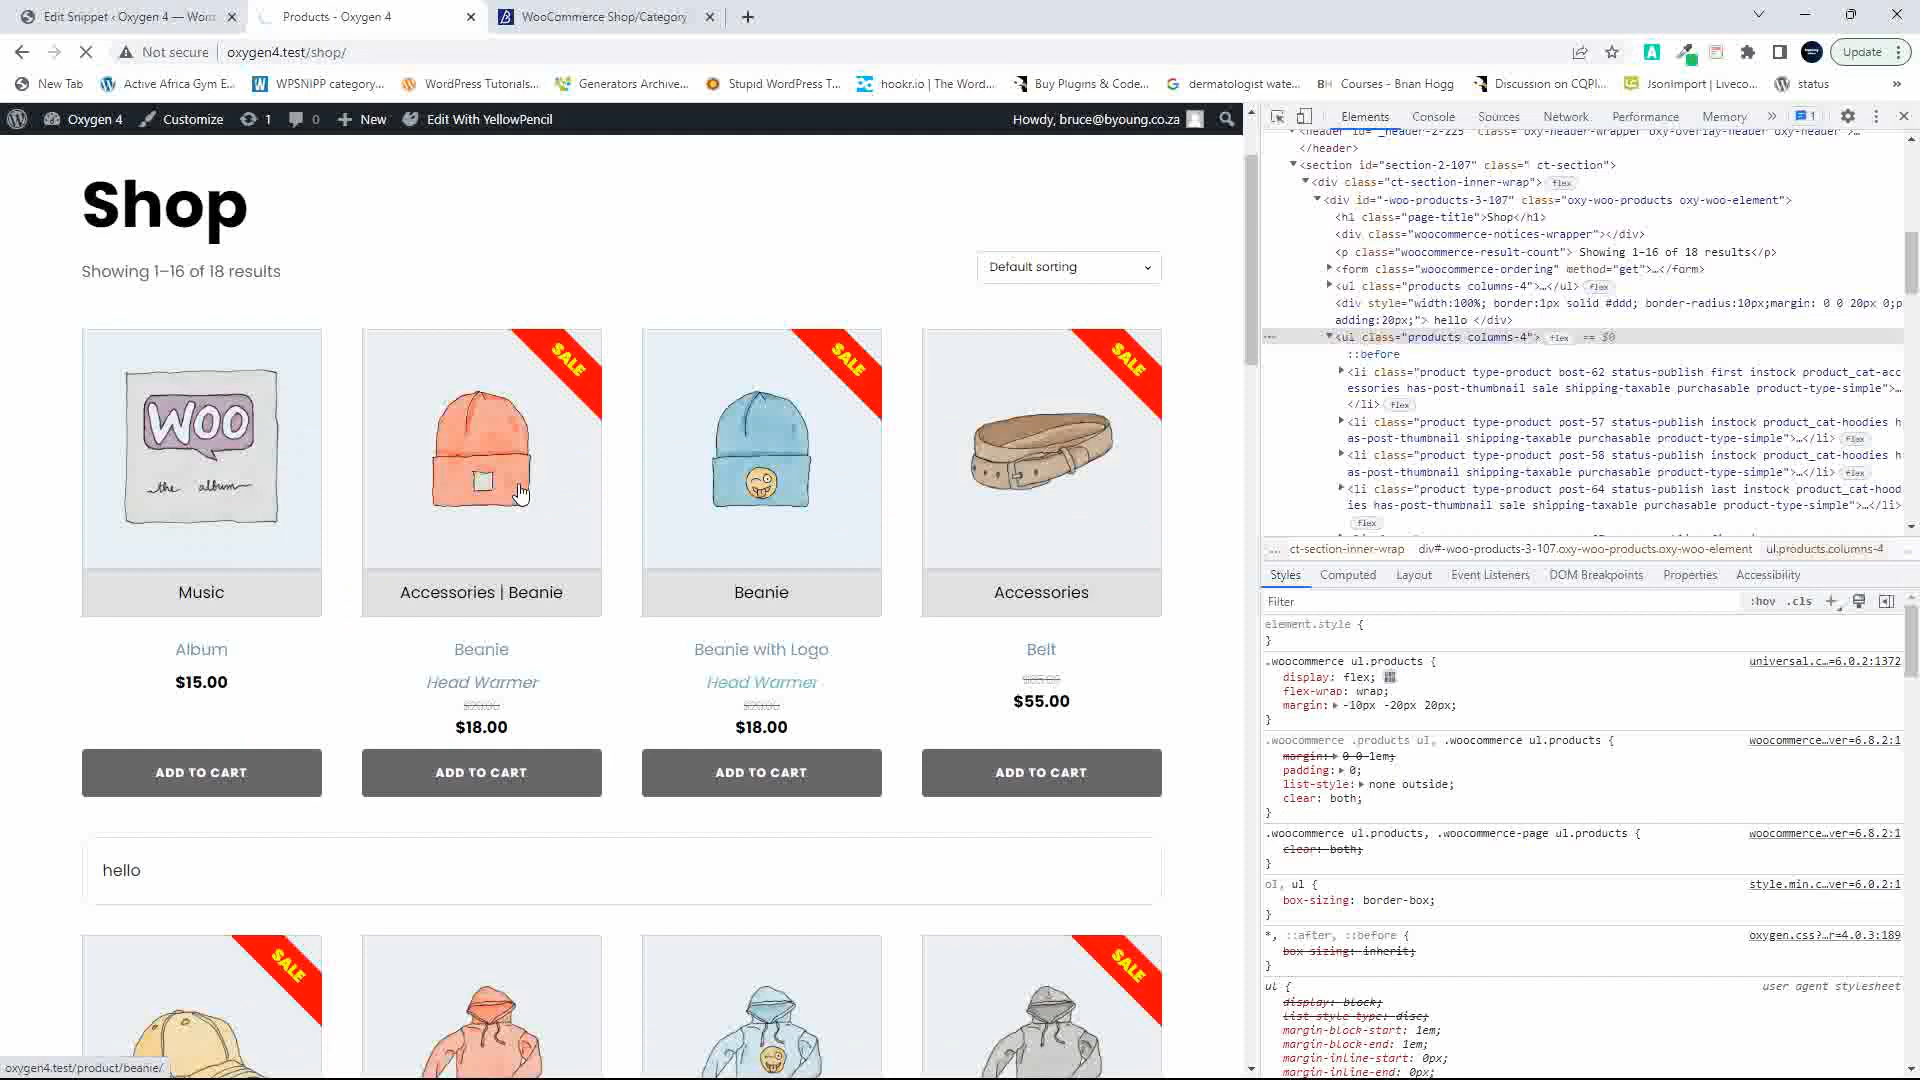 Edit Snippet ‹ Oxygen 4 — Wor
Products - Oxygen 4
WooCommerce Shop/Category
Not secure
oxygen4.test/shop/
Update
New Tab
Active Africa Gym E...
WPSNIPP category...
WordPress Tutorials...
Generators Archive...
Stupid WordPress T...
hookr.io | The Word...
Buy Plugins & Code...
dermatologist wate...
BH Courses - Brian Hogg
Discussion on CQPI...
Jsonimport | Liveco...
status
»
Oxygen 4
Customize
1
0
New
Edit With YellowPencil
Howdy, bruce@byoung.co.za
Shop
Showing 1–16 of 18 results
Default sorting
SALE
SALE
SALE
WOO
the album
Music
Accessories | Beanie
Beanie
Accessories
Album
Beanie
Beanie with Logo
Belt
Head Warmer
Head Warmer
$15.00
$20.00
$18.00
$20.00
$18.00
$55.00
ADD TO CART
ADD TO CART
ADD TO CART
ADD TO CART
hello
SALE
SALE
oxygen4.test/product/beanie/
Elements
Console
Sources
Network
Performance
Memory
»
1
</header>
<section id="section-2-107" class=" ct-section">
<div class="ct-section-inner-wrap"> flex
<div id="-woo-products-3-107" class="oxy-woo-products oxy-woo-element">
<h1 class="page-title">Shop</h1>
<div class="woocommerce-notices-wrapper"></div>
<p class="woocommerce-result-count"> Showing 1–16 of 18 results</p>
<form class="woocommerce-ordering" method="get">…</form>
<ul class="products columns-4">…</ul> flex
<div style="width:100%; border:1px solid #ddd; border-radius:10px;margin: 0 0 20px 0;p
adding:20px;"> hello </div>
<ul class="products columns-4"> flex == $0
::before
<li class="product type-product post-62 status-publish first instock product_cat-acc
essories has-post-thumbnail sale shipping-taxable purchasable product-type-simple">…
</li> flex
<li class="product type-product post-57 status-publish instock product_cat-hoodies h
as-post-thumbnail shipping-taxable purchasable product-type-simple">…</li> flex
<li class="product type-product post-58 status-publish instock product_cat-hoodies h
as-post-thumbnail shipping-taxable purchasable product-type-simple">…</li> flex
<li class="product type-product post-64 status-publish last instock product_cat-hood
ies has-post-thumbnail sale shipping-taxable purchasable product-type-simple">…</li>
flex
... ct-section-inner-wrap div#-woo-products-3-107.oxy-woo-products.oxy-woo-element ul.products.columns-4
Styles
Computed
Layout
Event Listeners
DOM Breakpoints
Properties
Accessibility
Filter
:hov .cls +
element.style {
}
.woocommerce ul.products { universal.c…=6.0.2:1372
display: flex;
flex-wrap: wrap;
margin: -10px -20px 20px;
}
.woocommerce .products ul, .woocommerce ul.products { woocommerce…ver=6.8.2:1
margin: 0 0 1em;
padding: 0;
list-style: none outside;
clear: both;
}
.woocommerce ul.products, .woocommerce-page ul.products { woocommerce…ver=6.8.2:1
clear: both;
}
ol, ul { style.min.c…ver=6.0.2:1
box-sizing: border-box;
}
*, ::after, ::before { oxygen.css?…r=4.0.3:189
box-sizing: inherit;
}
ul { user agent stylesheet
display: block;
list-style-type: disc;
margin-block-start: 1em;
margin-block-end: 1em;
margin-inline-start: 0px;
margin-inline-end: 0px;